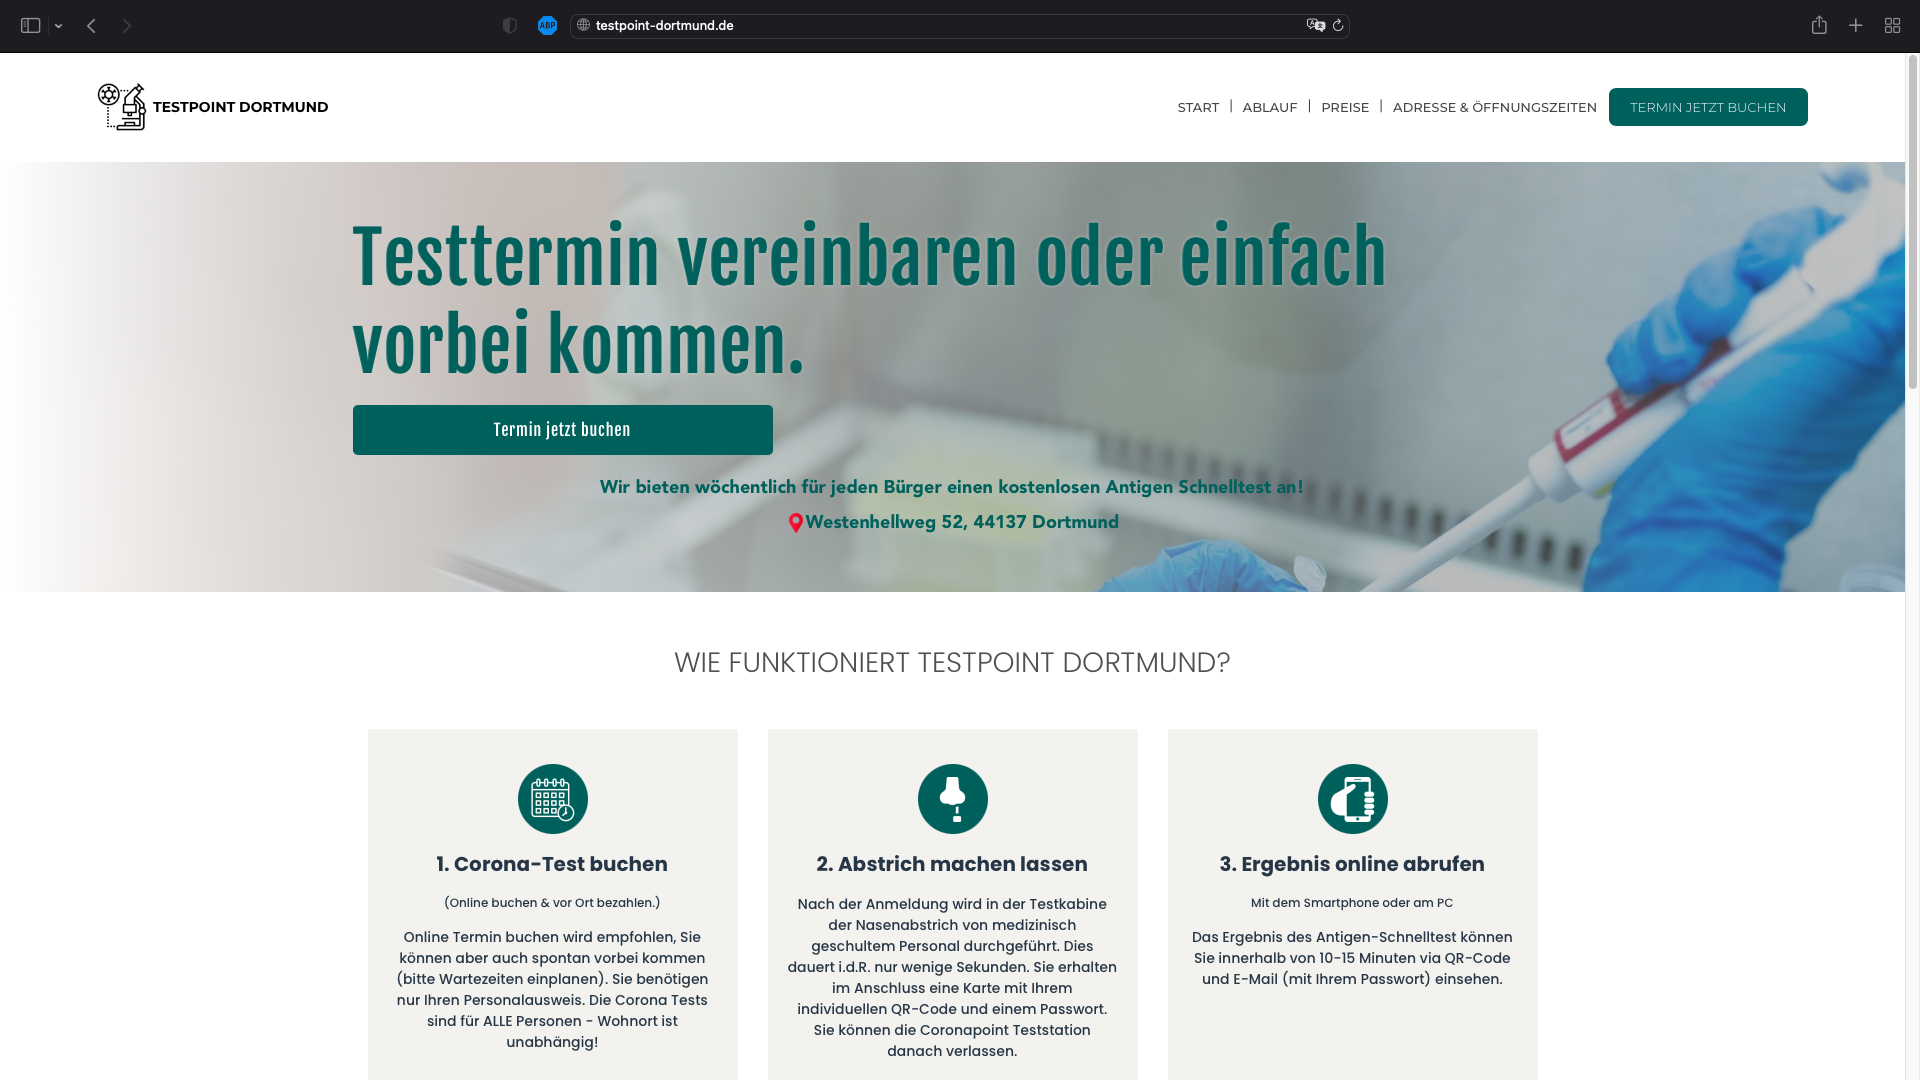 ABP
testpoint-dortmund.de
TESTPOINT DORTMUND
START | ABLAUF | PREISE | ADRESSE & ÖFFNUNGSZEITEN
TERMIN JETZT BUCHEN
Testtermin vereinbaren oder einfach
vorbei kommen.
Termin jetzt buchen
Wir bieten wöchentlich für jeden Bürger einen kostenlosen Antigen Schnelltest an!
Westenhellweg 52, 44137 Dortmund
WIE FUNKTIONIERT TESTPOINT DORTMUND?
1. Corona-Test buchen
(Online buchen & vor Ort bezahlen.)
Online Termin buchen wird empfohlen, Sie
können aber auch spontan vorbei kommen
(bitte Wartezeiten einplanen). Sie benötigen
nur Ihren Personalausweis. Die Corona Tests
sind für ALLE Personen - Wohnort ist
unabhängig!
2. Abstrich machen lassen
Nach der Anmeldung wird in der Testkabine
der Nasenabstrich von medizinisch
geschultem Personal durchgeführt. Dies
dauert i.d.R. nur wenige Sekunden. Sie erhalten
im Anschluss eine Karte mit Ihrem
individuellen QR-Code und einem Passwort.
Sie können die Coronapoint Teststation
danach verlassen.
3. Ergebnis online abrufen
Mit dem Smartphone oder am PC
Das Ergebnis des Antigen-Schnelltest können
Sie innerhalb von 10-15 Minuten via QR-Code
und E-Mail (mit Ihrem Passwort) einsehen.